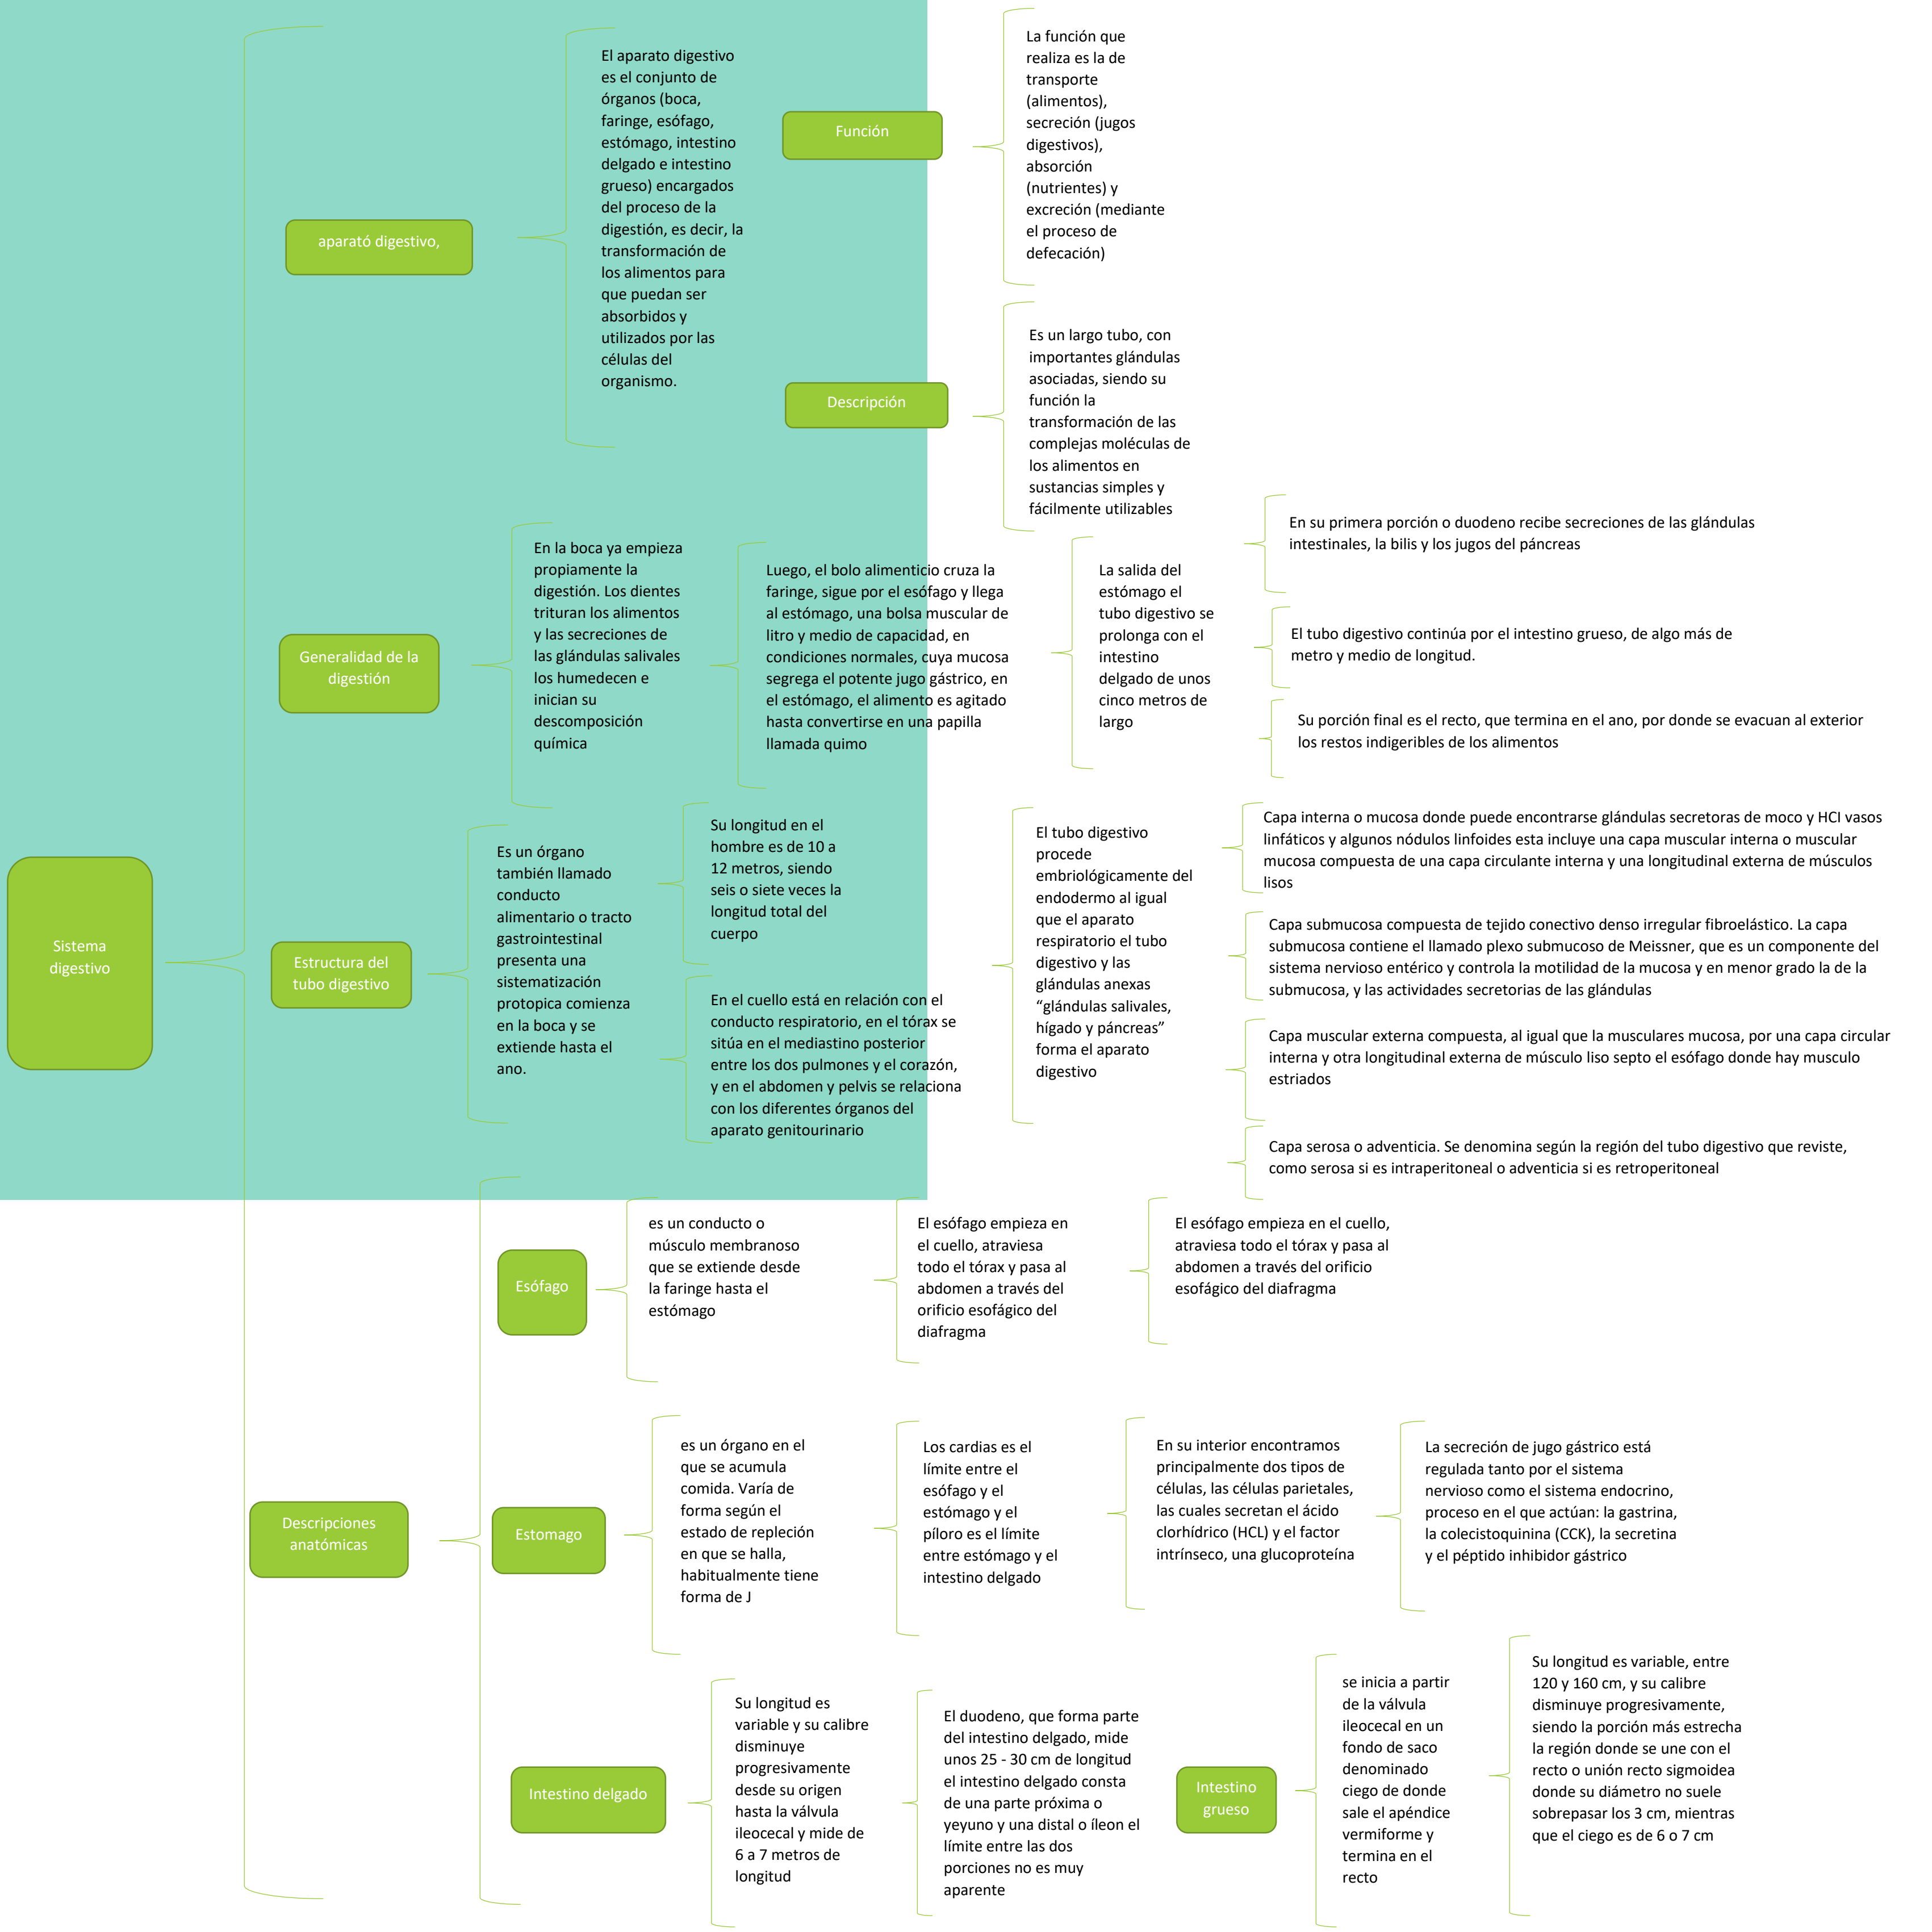 Sistema
digestivo
aparató digestivo,
El aparato digestivo
es el conjunto de
órganos (boca,
faringe, esófago,
estómago, intestino
delgado e intestino
grueso) encargados
del proceso de la
digestión, es decir, la
transformación de
los alimentos para
que puedan ser
absorbidos y
utilizados por las
células del
organismo.
Función
La función que
realiza es la de
transporte
(alimentos),
secreción (jugos
digestivos),
absorción
(nutrientes) y
excreción (mediante
el proceso de
defecación)
Descripción
Es un largo tubo, con
importantes glándulas
asociadas, siendo su
función la
transformación de las
complejas moléculas de
los alimentos en
sustancias simples y
fácilmente utilizables
Generalidad de la
digestión
En la boca ya empieza
propiamente la
digestión. Los dientes
trituran los alimentos
y las secreciones de
las glándulas salivales
los humedecen e
inician su
descomposición
química
Luego, el bolo alimenticio cruza la
faringe, sigue por el esófago y llega
al estómago, una bolsa muscular de
litro y medio de capacidad, en
condiciones normales, cuya mucosa
segrega el potente jugo gástrico, en
el estómago, el alimento es agitado
hasta convertirse en una papilla
llamada quimo
La salida del
estómago el
tubo digestivo se
prolonga con el
intestino
delgado de unos
cinco metros de
largo
En su primera porción o duodeno recibe secreciones de las glándulas
intestinales, la bilis y los jugos del páncreas
El tubo digestivo continúa por el intestino grueso, de algo más de
metro y medio de longitud.
Su porción final es el recto, que termina en el ano, por donde se evacuan al exterior
los restos indigeribles de los alimentos
Estructura del
tubo digestivo
Es un órgano
también llamado
conducto
alimentario o tracto
gastrointestinal
presenta una
sistematización
protopica comienza
en la boca y se
extiende hasta el
ano.
Su longitud en el
hombre es de 10 a
12 metros, siendo
seis o siete veces la
longitud total del
cuerpo
En el cuello está en relación con el
conducto respiratorio, en el tórax se
sitúa en el mediastino posterior
entre los dos pulmones y el corazón,
y en el abdomen y pelvis se relaciona
con los diferentes órganos del
aparato genitourinario
El tubo digestivo
procede
embriológicamente del
endodermo al igual
que el aparato
respiratorio el tubo
digestivo y las
glándulas anexas
“glándulas salivales,
hígado y páncreas”
forma el aparato
digestivo
Capa interna o mucosa donde puede encontrarse glándulas secretoras de moco y HCI vasos
linfáticos y algunos nódulos linfoides esta incluye una capa muscular interna o muscular
mucosa compuesta de una capa circulante interna y una longitudinal externa de músculos
lisos
Capa submucosa compuesta de tejido conectivo denso irregular fibroelástico. La capa
submucosa contiene el llamado plexo submucoso de Meissner, que es un componente del
sistema nervioso entérico y controla la motilidad de la mucosa y en menor grado la de la
submucosa, y las actividades secretorias de las glándulas
Capa muscular externa compuesta, al igual que la musculares mucosa, por una capa circular
interna y otra longitudinal externa de músculo liso septo el esófago donde hay musculo
estriados
Capa serosa o adventicia. Se denomina según la región del tubo digestivo que reviste,
como serosa si es intraperitoneal o adventicia si es retroperitoneal
Descripciones
anatómicas
Esófago
es un conducto o
músculo membranoso
que se extiende desde
la faringe hasta el
estómago
El esófago empieza en
el cuello, atraviesa
todo el tórax y pasa al
abdomen a través del
orificio esofágico del
diafragma
El esófago empieza en el cuello,
atraviesa todo el tórax y pasa al
abdomen a través del orificio
esofágico del diafragma
Estomago
es un órgano en el
que se acumula
comida. Varía de
forma según el
estado de repleción
en que se halla,
habitualmente tiene
forma de J
Los cardias es el
límite entre el
esófago y el
estómago y el
píloro es el límite
entre estómago y el
intestino delgado
En su interior encontramos
principalmente dos tipos de
células, las células parietales,
las cuales secretan el ácido
clorhídrico (HCL) y el factor
intrínseco, una glucoproteína
La secreción de jugo gástrico está
regulada tanto por el sistema
nervioso como el sistema endocrino,
proceso en el que actúan: la gastrina,
la colecistoquinina (CCK), la secretina
y el péptido inhibidor gástrico
Intestino delgado
Su longitud es
variable y su calibre
disminuye
progresivamente
desde su origen
hasta la válvula
ileocecal y mide de
6 a 7 metros de
longitud
El duodeno, que forma parte
del intestino delgado, mide
unos 25 - 30 cm de longitud
el intestino delgado consta
de una parte próxima o
yeyuno y una distal o íleon el
límite entre las dos
porciones no es muy
aparente
Intestino
grueso
se inicia a partir
de la válvula
ileocecal en un
fondo de saco
denominado
ciego de donde
sale el apéndice
vermiforme y
termina en el
recto
Su longitud es variable, entre
120 y 160 cm, y su calibre
disminuye progresivamente,
siendo la porción más estrecha
la región donde se une con el
recto o unión recto sigmoidea
donde su diámetro no suele
sobrepasar los 3 cm, mientras
que el ciego es de 6 o 7 cm